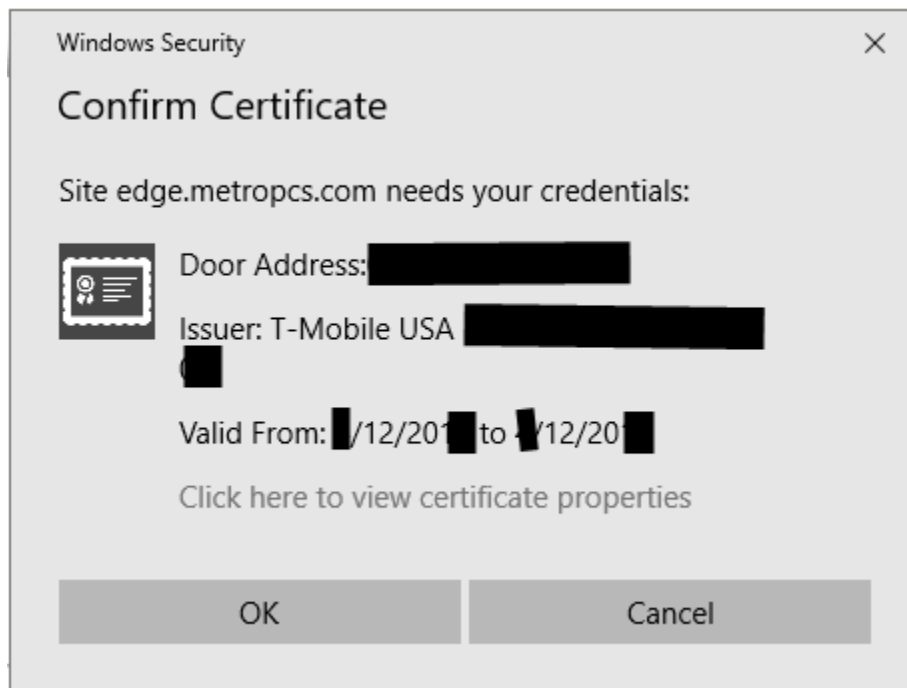 Windows Security
Confirm Certificate
Site edge.metropcs.com needs your credentials:
Door Address:
Issuer: T-Mobile USA
Valid From: /12/201 to /12/20
Click here to view certificate properties
OK
Cancel